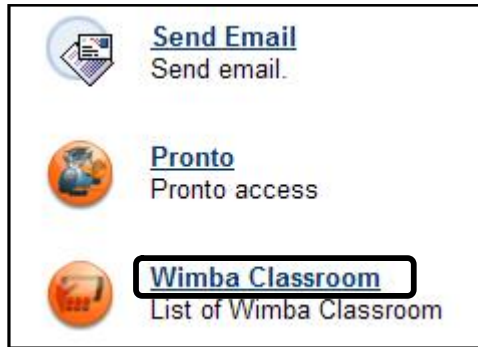 Send Email
Send email.
Pronto
Pronto access
Wimba Classroom
List of Wimba Classroom